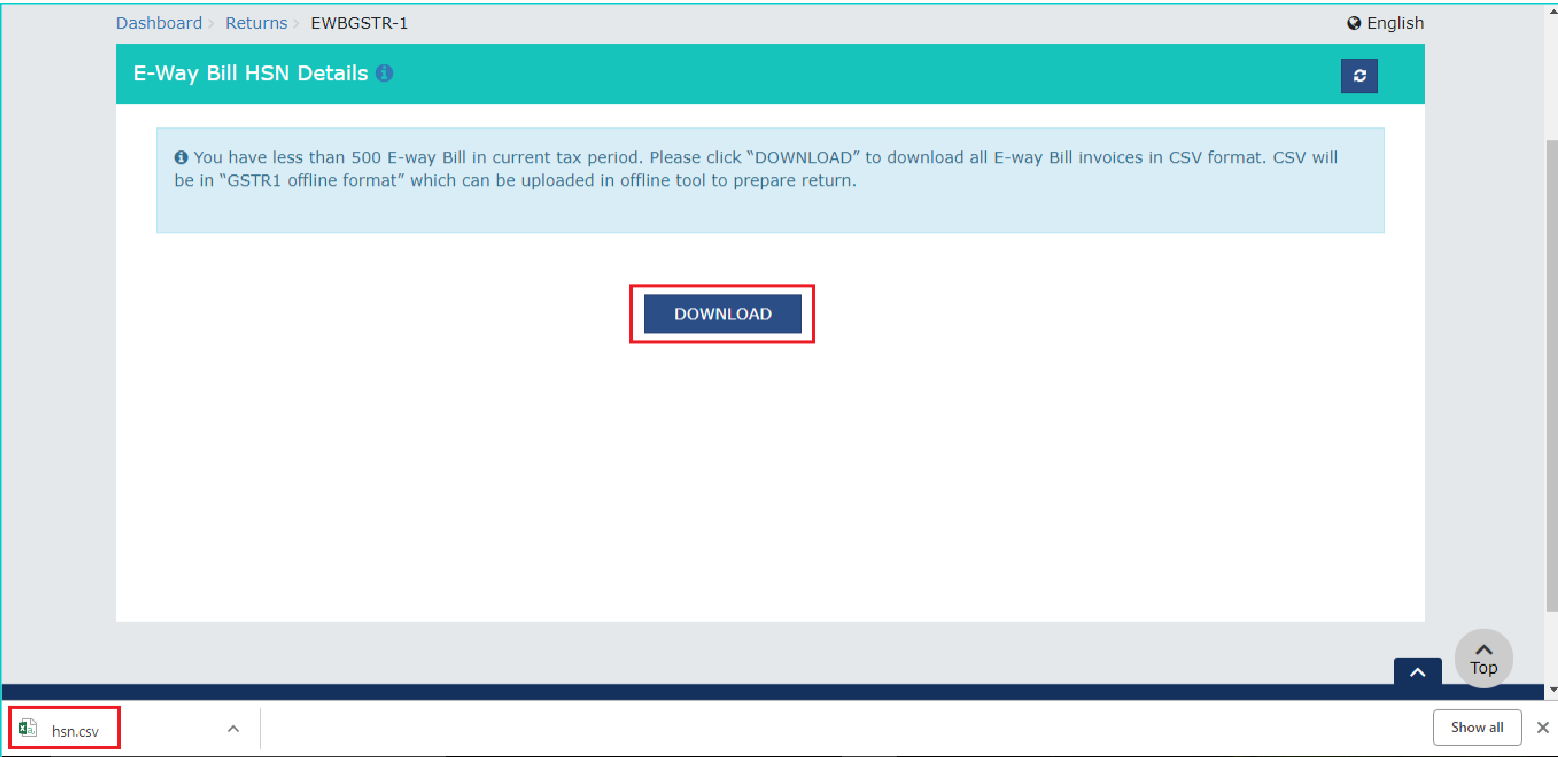 Dashboard > Returns > EWBGSTR-1
English
E-Way Bill HSN Details
You have less than 500 E-way Bill in current tax period. Please click “DOWNLOAD” to download all E-way Bill invoices in CSV format. CSV will
be in “GSTR1 offline format” which can be uploaded in offline tool to prepare return.
DOWNLOAD
Top
hsn.csv
Show all